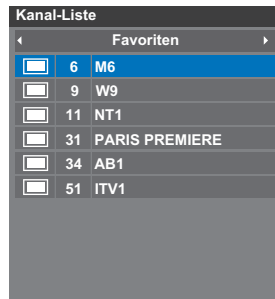 Kanal-Liste
Favoriten
6 M6
9 W9
11 NT1
31 PARIS PREMIERE
34 AB1
51 ITV1